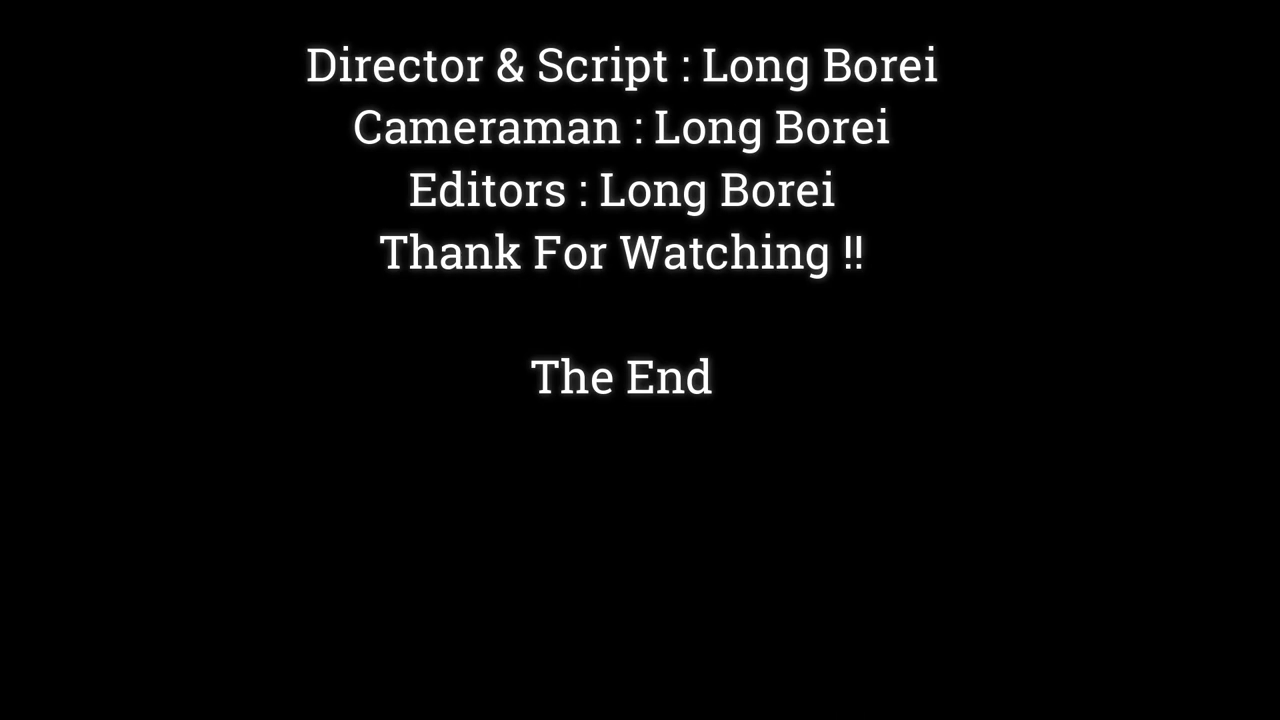 Director & Script : Long Borei
Cameraman : Long Borei
Editors : Long Borei
Thank For Watching !!
The End